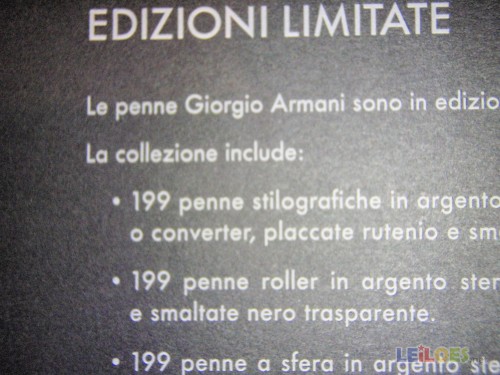 EDIZIONI LIMITATE
Le penne Giorgio Armani sono in edizio
La collezione include:
• 199 penne stilografiche in argento
o converter, placcate rutenio e sma
• 199 penne roller in argento ster
e smaltate nero trasparente.
• 199 penne a sfera in argento ste
LEILOES